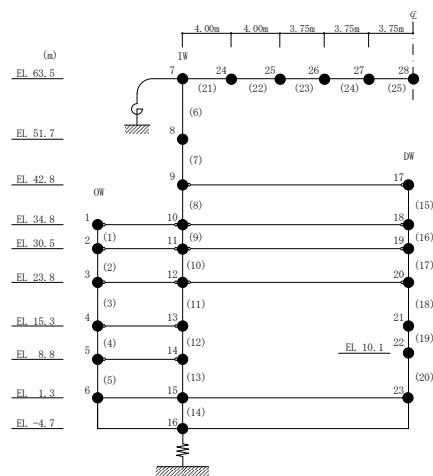 ℄
4.00m 4.00m 3.75m 3.75m 3.75m
(m)
IW
7 24 25 26 27 28
EL 63.5
(21) (22) (23) (24) (25)
(6)
EL 51.7 8
(7)
DW
EL 42.8 9 17
OW
(8) (15)
EL 34.8 1 10 18
(1) (9) (16)
EL 30.5 2 11 19
(2) (10) (17)
EL 23.8 3 12 20
(3) (11) (18)
EL 15.3 4 13 21
(4) (12) (19)
EL 10.1 22
EL 8.8 5 14
(5) (13) (20)
EL 1.3 6 15 23
(14)
EL -4.7 16